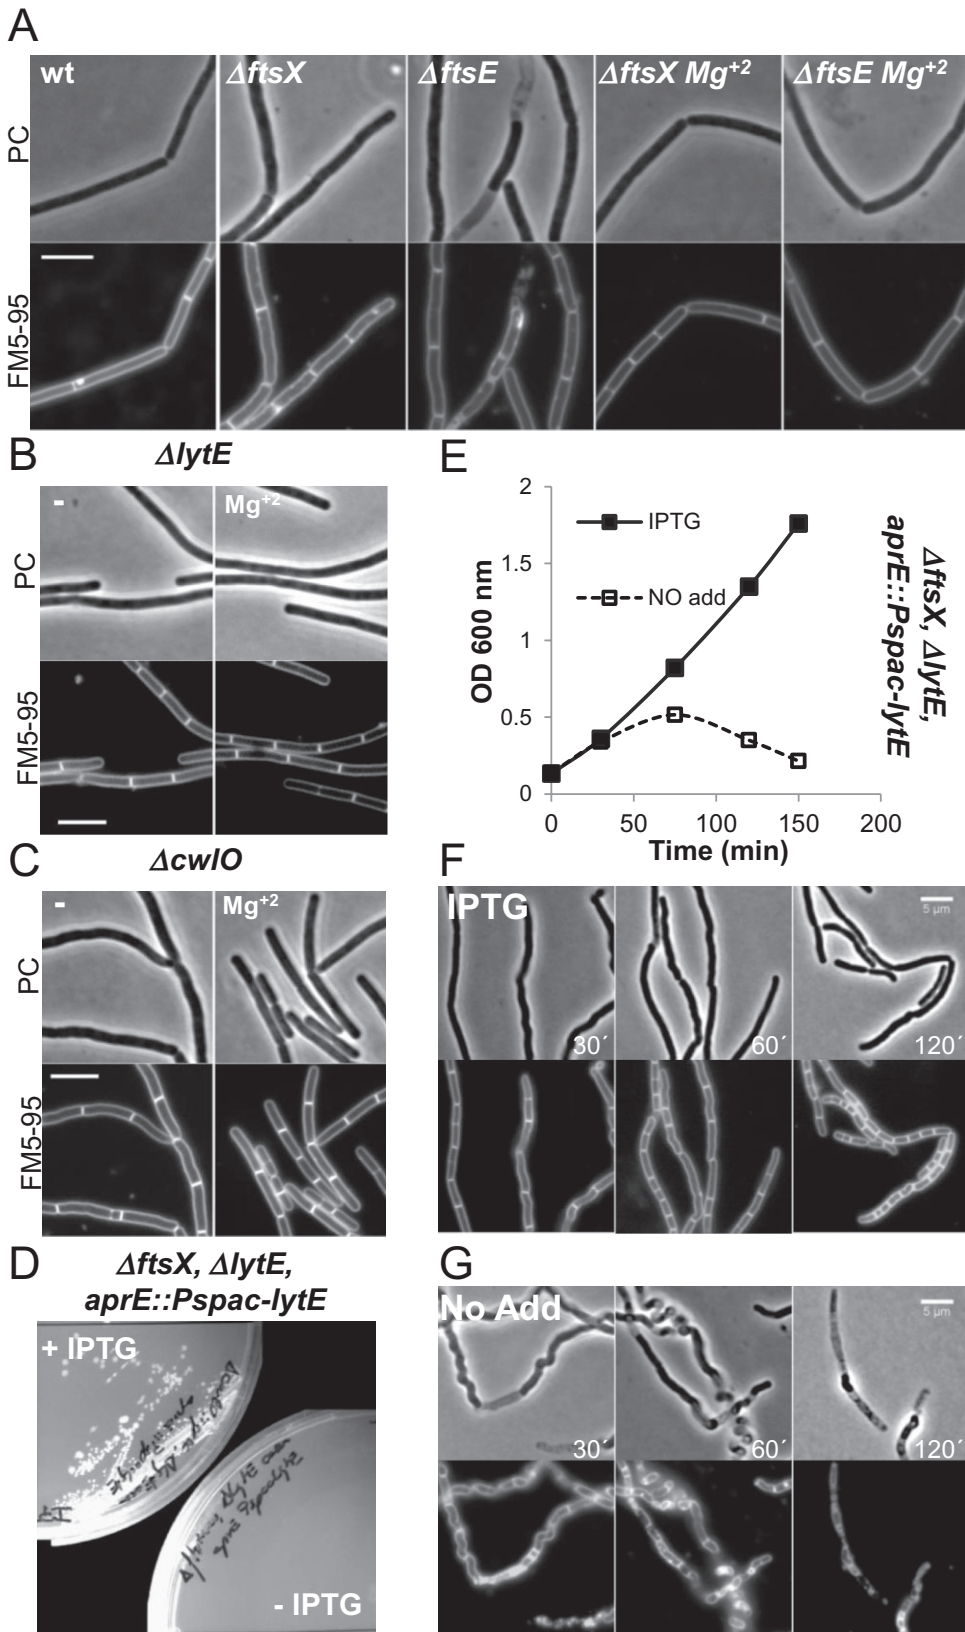 A
wt
ΔftsX
ΔftsE
ΔftsX Mg+2
ΔftsE Mg+2
PC
FM5-95
B
ΔlytE
-
Mg+2
PC
FM5-95
C
ΔcwlO
-
Mg+2
PC
FM5-95
D
ΔftsX, ΔlytE,
aprE::Pspac-lytE
+ IPTG
- IPTG
E
2
1.5
1
0.5
0
OD 600 nm
IPTG
NO add
0
50
100
150
200
Time (min)
ΔftsX, ΔlytE,
aprE::Pspac-lytE
F
IPTG
5 µm
30´
60´
120´
G
No Add
5 µm
30´
60´
120´